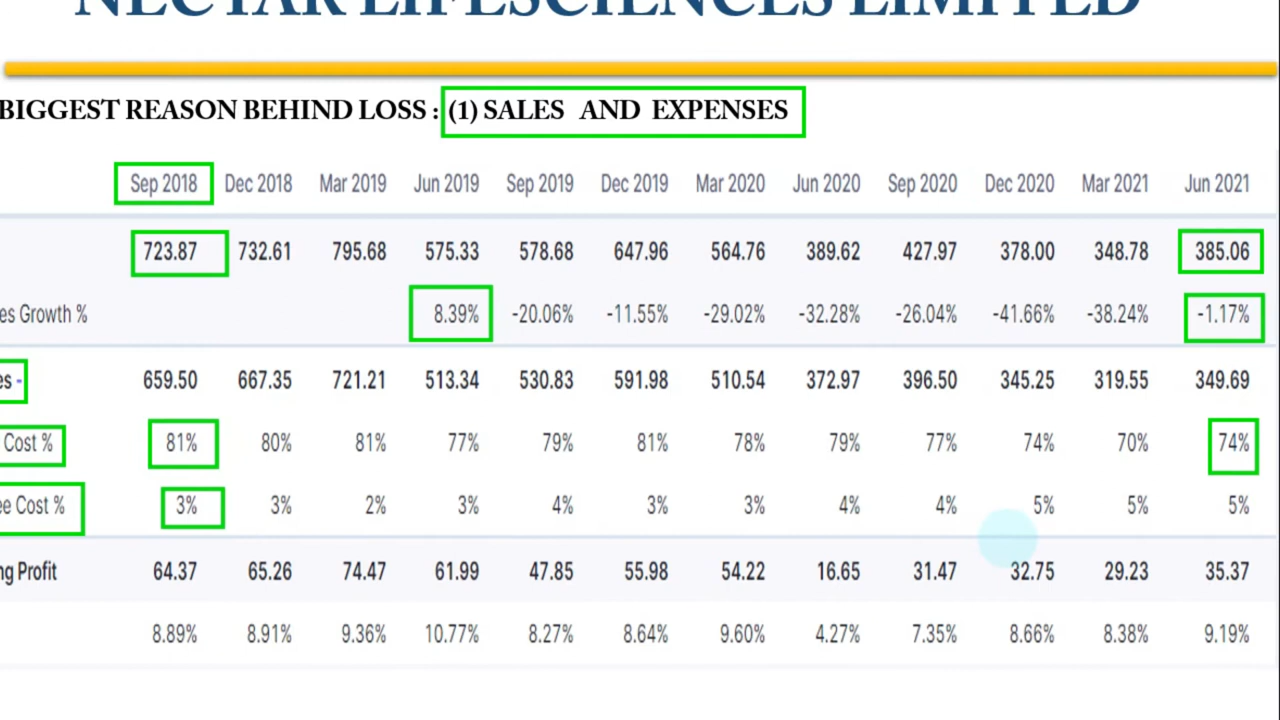 NECTAR LIFESCIENCES LIMITED
BIGGEST REASON BEHIND LOSS : (1) SALES AND EXPENSES
Sep 2018 Dec 2018 Mar 2019 Jun 2019 Sep 2019 Dec 2019 Mar 2020 Jun 2020 Sep 2020 Dec 2020 Mar 2021 Jun 2021
723.87 732.61 795.68 575.33 578.68 647.96 564.76 389.62 427.97 378.00 348.78 385.06
es Growth % 8.39% -20.06% -11.55% -29.02% -32.28% -26.04% -41.66% -38.24% -1.17%
es - 659.50 667.35 721.21 513.34 530.83 591.98 510.54 372.97 396.50 345.25 319.55 349.69
Cost % 81% 80% 81% 77% 79% 81% 78% 79% 77% 74% 70% 74%
ee Cost % 3% 3% 2% 3% 4% 3% 3% 4% 4% 5% 5% 5%
ng Profit 64.37 65.26 74.47 61.99 47.85 55.98 54.22 16.65 31.47 32.75 29.23 35.37
8.89% 8.91% 9.36% 10.77% 8.27% 8.64% 9.60% 4.27% 7.35% 8.66% 8.38% 9.19%